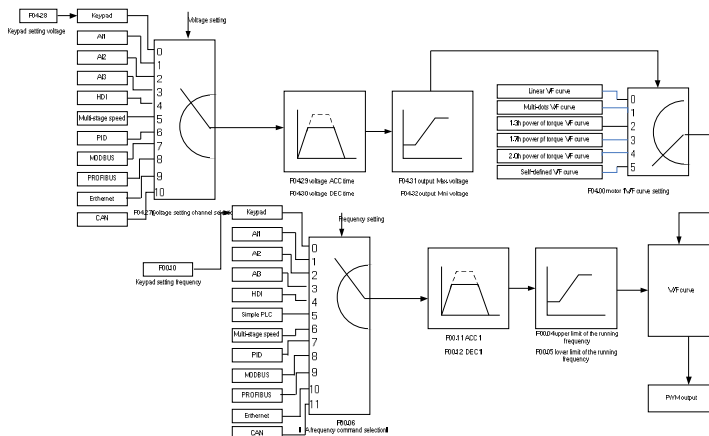 P04.28
Keypad
Keypad setting voltage
AI1
AI2
AI3
HDI
Multi-stage speed
PID
MODBUS
PROFIBUS
Erthernet
CAN
0
1
2
3
4
5
6
7
8
9
10
Voltage setting
P04.27 Voltage setting channel
P04.29 voltage ACC time
P04.30 voltage DEC time
P04.31 output Max voltage
P04.32 output Mni voltage
Linear V/F curve
Multi-dots V/F curve
1.3th power of torque V/F curve
1.7th power of torque V/F curve
2.0th power of torque V/F curve
Self-defined V/F curve
0
1
2
3
4
5
P04.00 motor 1V/F curve setting
P00.10
Keypad setting frequency
Keypad
AI1
AI2
AI3
HDI
Simple PLC
Multi-stage speed
PID
MODBUS
PROFIBUS
Erthernet
CAN
0
1
2
3
4
5
6
7
8
9
10
11
Frequency setting
P00.06
A frequency command selection
P00.11 ACC 1
P00.12 DEC 1
P00.04 upper limit of the running
frequency
P00.05 lower limit of the running
frequency
V/F curve
PWM output